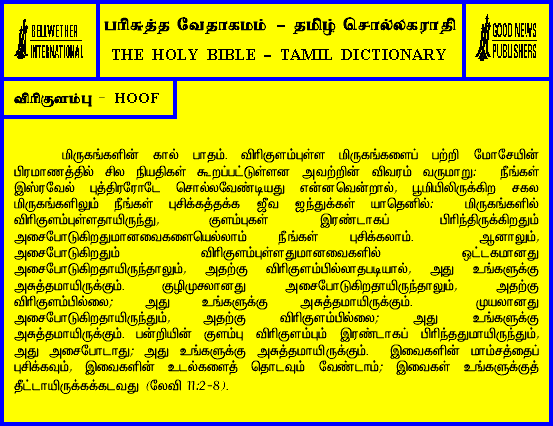 BELLWETHER
INTERNATIONAL
பரிசுத்த வேதாகமம் – தமிழ் சொல்லகராதி
THE HOLY BIBLE – TAMIL DICTIONARY
GOOD NEWS
PUBLISHERS
விரிகுளம்பு – HOOF
மிருகங்களின் கால் பாதம். விரிகுளம்புள்ள மிருகங்களைப் பற்றி மோசேயின்
பிரமாணத்தில் சில நியதிகள் கூறப்பட்டுள்ளன அவற்றின் விவரம் வருமாறு: நீங்கள்
இஸ்ரவேல் புத்திரரோடே சொல்லவேண்டியது என்னவென்றால், பூமியிலிருக்கிற சகல
மிருகங்களிலும் நீங்கள் புசிக்கத்தக்க ஜீவ ஜந்துக்கள் யாதெனில்: மிருகங்களில்
விரிகுளம்புள்ளதாயிருந்து, குளம்புகள் இரண்டாகப் பிரிந்திருக்கிறதும்
அசைபோடுகிறதுமானவைகளையெல்லாம் நீங்கள் புசிக்கலாம். ஆனாலும்,
அசைபோடுகிறதும் விரிகுளம்புள்ளதுமானவைகளில் ஒட்டகமானது
அசைபோடுகிறதாயிருந்தாலும், அதற்கு விரிகுளம்பில்லாதபடியால், அது உங்களுக்கு
அசுத்தமாயிருக்கும். குழிமுசலானது அசைபோடுகிறதாயிருந்தாலும், அதற்கு
விரிகுளம்பில்லை; அது உங்களுக்கு அசுத்தமாயிருக்கும். முயலானது
அசைபோடுகிறதாயிருந்தும், அதற்கு விரிகுளம்பில்லை; அது உங்களுக்கு
அசுத்தமாயிருக்கும். பன்றியின் குளம்பு விரிகுளம்பும் இரண்டாகப் பிரிந்ததுமாயிருந்தும்,
அது அசைபோடாது; அது உங்களுக்கு அசுத்தமாயிருக்கும். இவைகளின் மாம்சத்தைப்
புசிக்கவும், இவைகளின் உடல்களைத் தொடவும் வேண்டாம்; இவைகள் உங்களுக்குத்
தீட்டாயிருக்கக்கடவது (லேவி 11:2-8).